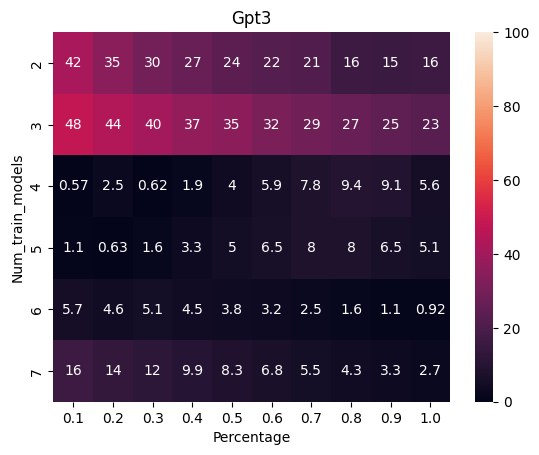 Gpt3
2 42 35 30 27 24 22 21 16 15 16
3 48 44 40 37 35 32 29 27 25 23
4 0.57 2.5 0.62 1.9 4 5.9 7.8 9.4 9.1 5.6
5 1.1 0.63 1.6 3.3 5 6.5 8 8 6.5 5.1
6 5.7 4.6 5.1 4.5 3.8 3.2 2.5 1.6 1.1 0.92
7 16 14 12 9.9 8.3 6.8 5.5 4.3 3.3 2.7
0.1 0.2 0.3 0.4 0.5 0.6 0.7 0.8 0.9 1.0
Percentage
Num_train_models
100
80
60
40
20
0